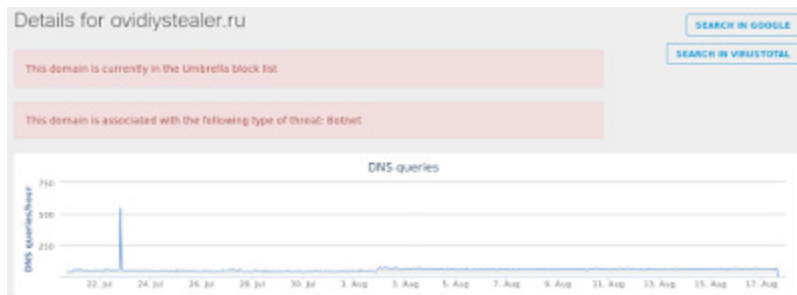 Details for ovidiystealer.ru
SEARCH IN GOOGLE
SEARCH IN VIRUSTOTAL
This domain is currently in the Umbrella block list
This domain is associated with the following type of threat: Botnet
DNS queries
DNS queries/hour
750
500
250
22. Jul 24. Jul 26. Jul 28. Jul 30. Jul 1. Aug 3. Aug 5. Aug 7. Aug 9. Aug 11. Aug 13. Aug 15. Aug 17. Aug